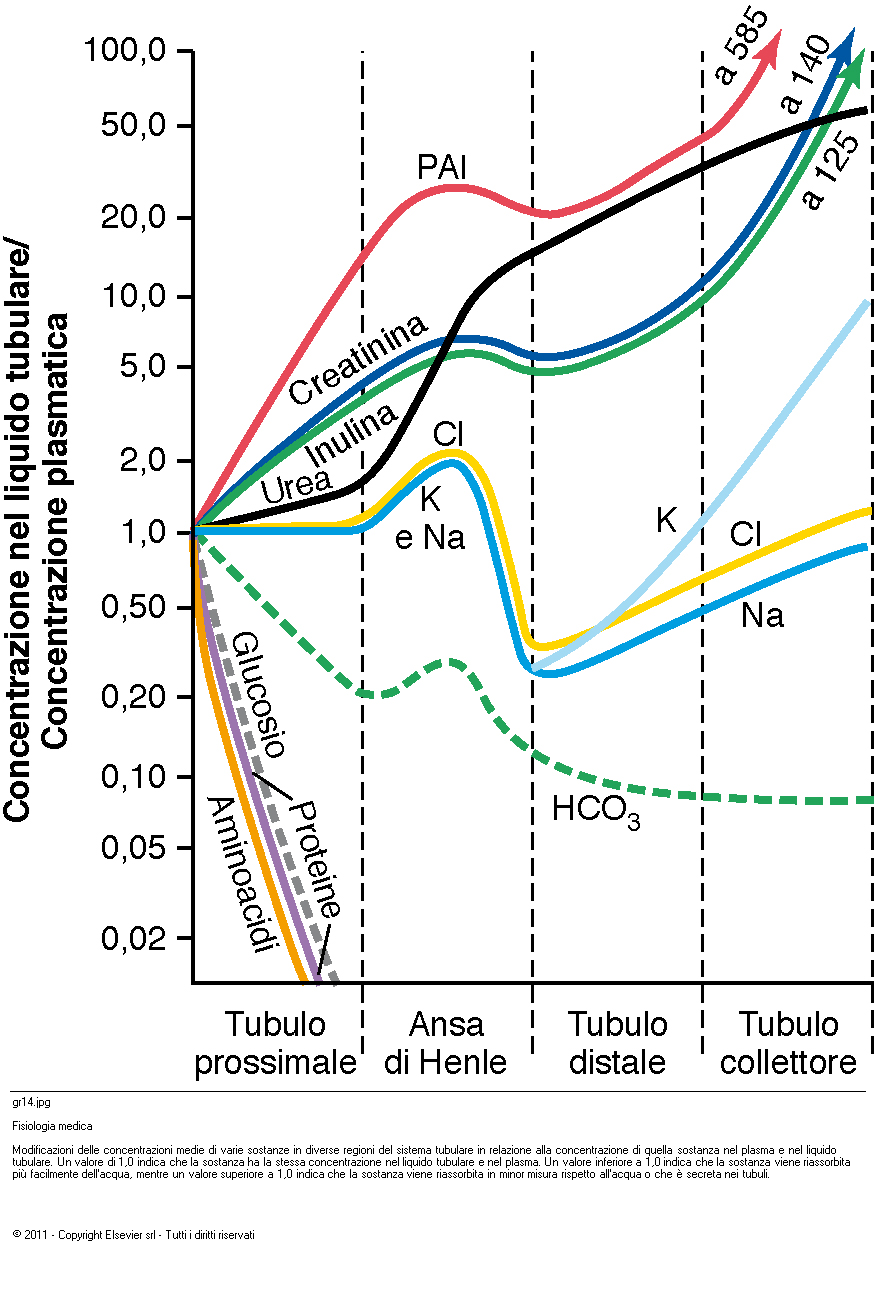 Concentrazione nel liquido tubulare/
Concentrazione plasmatica
100,0
50,0
20,0
10,0
5,0
2,0
1,0
0,50
0,20
0,10
0,05
0,02
a 585
a 140
a 125
PAI
Creatinina
Inulina
Urea
Cl
K
e Na
K
Cl
Na
Glucosio
Proteine
Aminoacidi
HCO3
Tubulo
prossimale
Ansa
di Henle
Tubulo
distale
Tubulo
collettore
gr14.jpg
Fisiologia medica
Modificazioni delle concentrazioni medie di varie sostanze in diverse regioni del sistema tubulare in relazione alla concentrazione di quella sostanza nel plasma e nel liquido
tubulare. Un valore di 1,0 indica che la sostanza ha la stessa concentrazione nel liquido tubulare e nel plasma. Un valore inferiore a 1,0 indica che la sostanza viene riassorbita
più facilmente dell'acqua, mentre un valore superiore a 1,0 indica che la sostanza viene riassorbita in minor misura rispetto all'acqua o che è secreta nei tubuli.
© 2011 - Copyright Elsevier srl - Tutti i diritti riservati